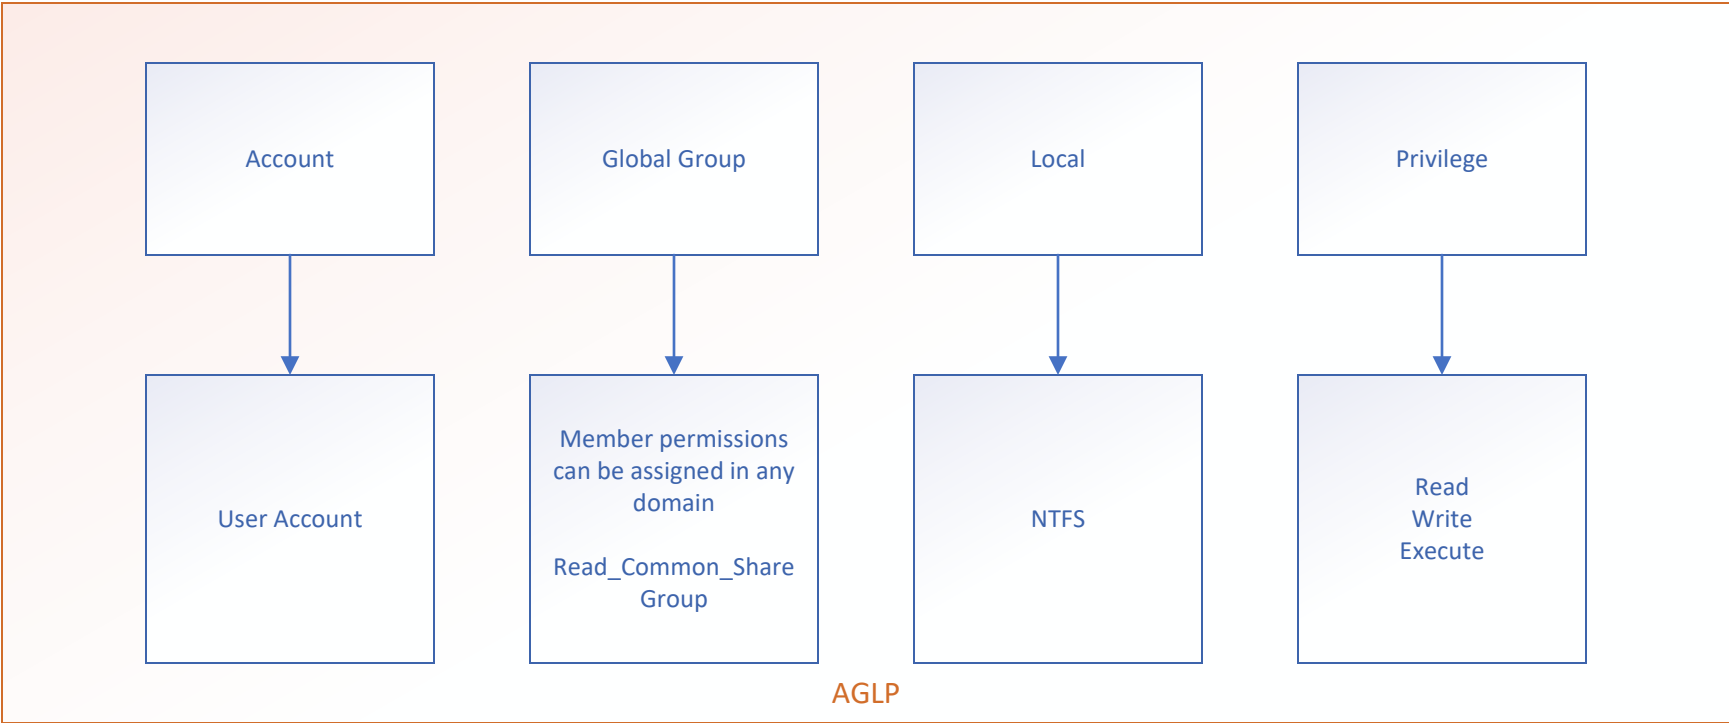 Account
Global Group
Local
Privilege
User Account
Member permissions
can be assigned in any
domain
Read_Common_Share
Group
NTFS
Read
Write
Execute
AGLP